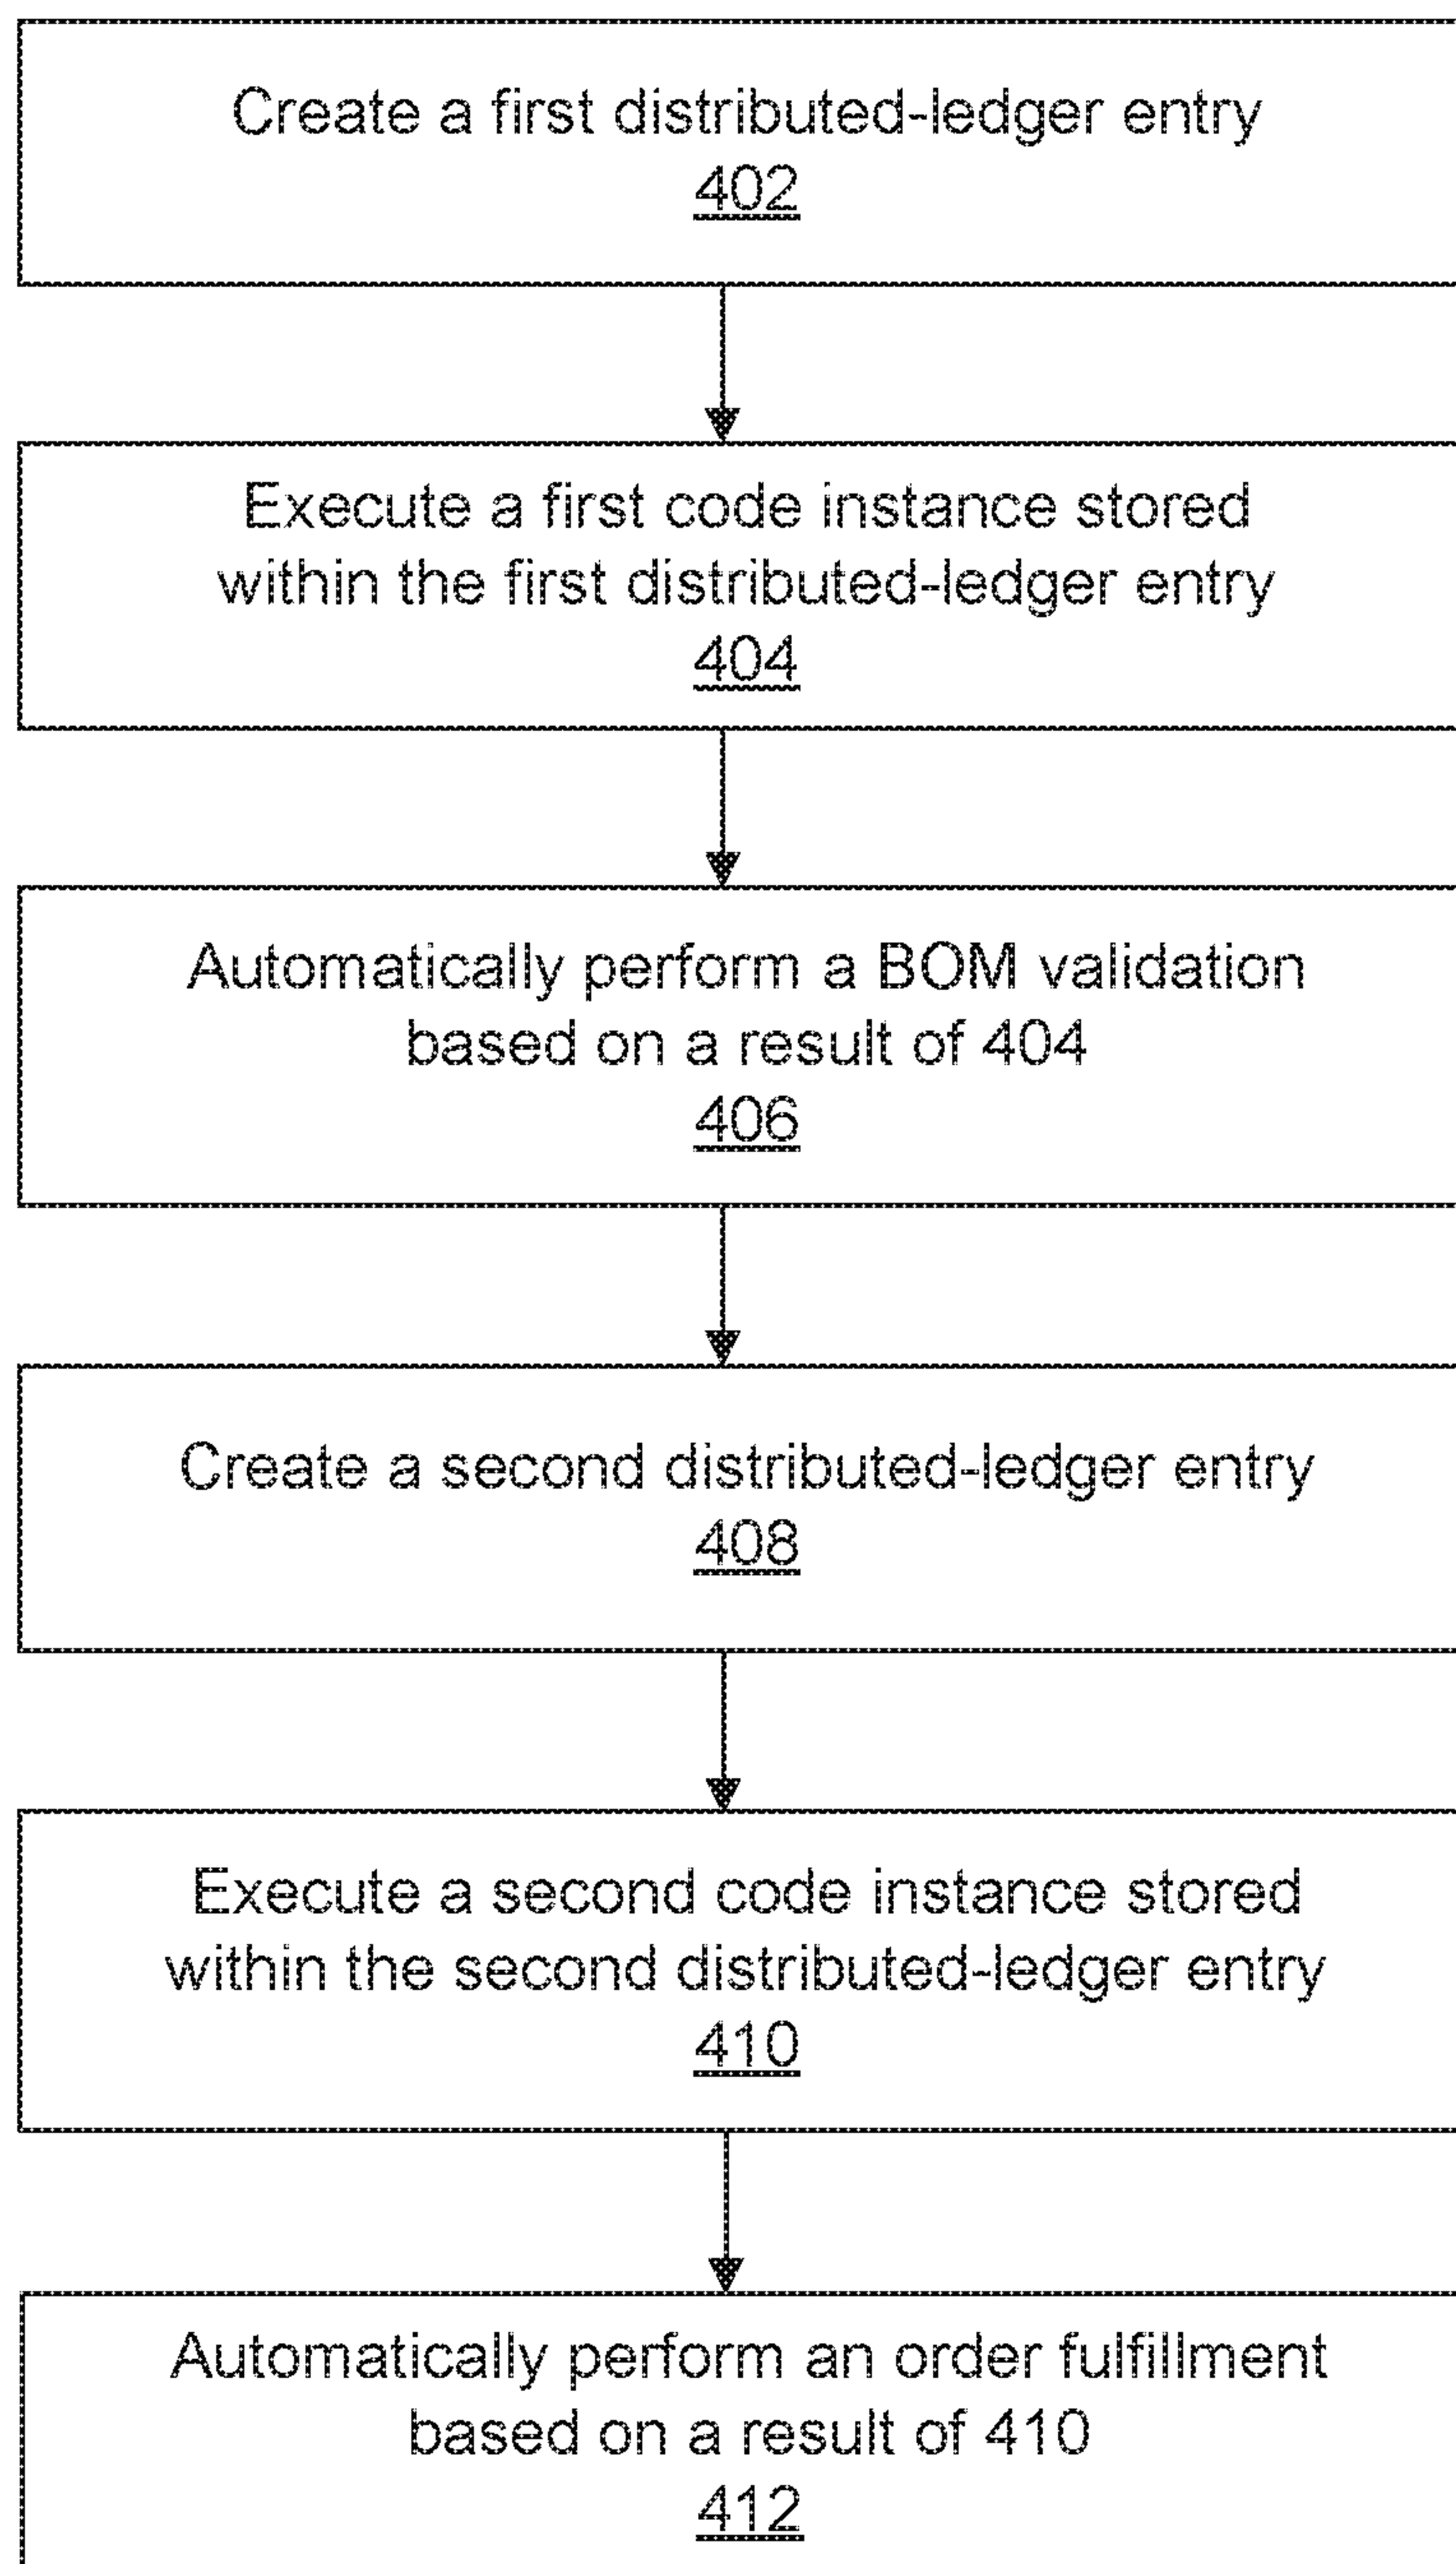 Create a first distributed-ledger entry
402
Execute a first code instance stored
within the first distributed-ledger entry
404
Automatically perform a BOM validation
based on a result of 404
406
Create a second distributed-ledger entry
408
Execute a second code instance stored
within the second distributed-ledger entry
410
Automatically perform an order fulfillment
based on a result of 410
412